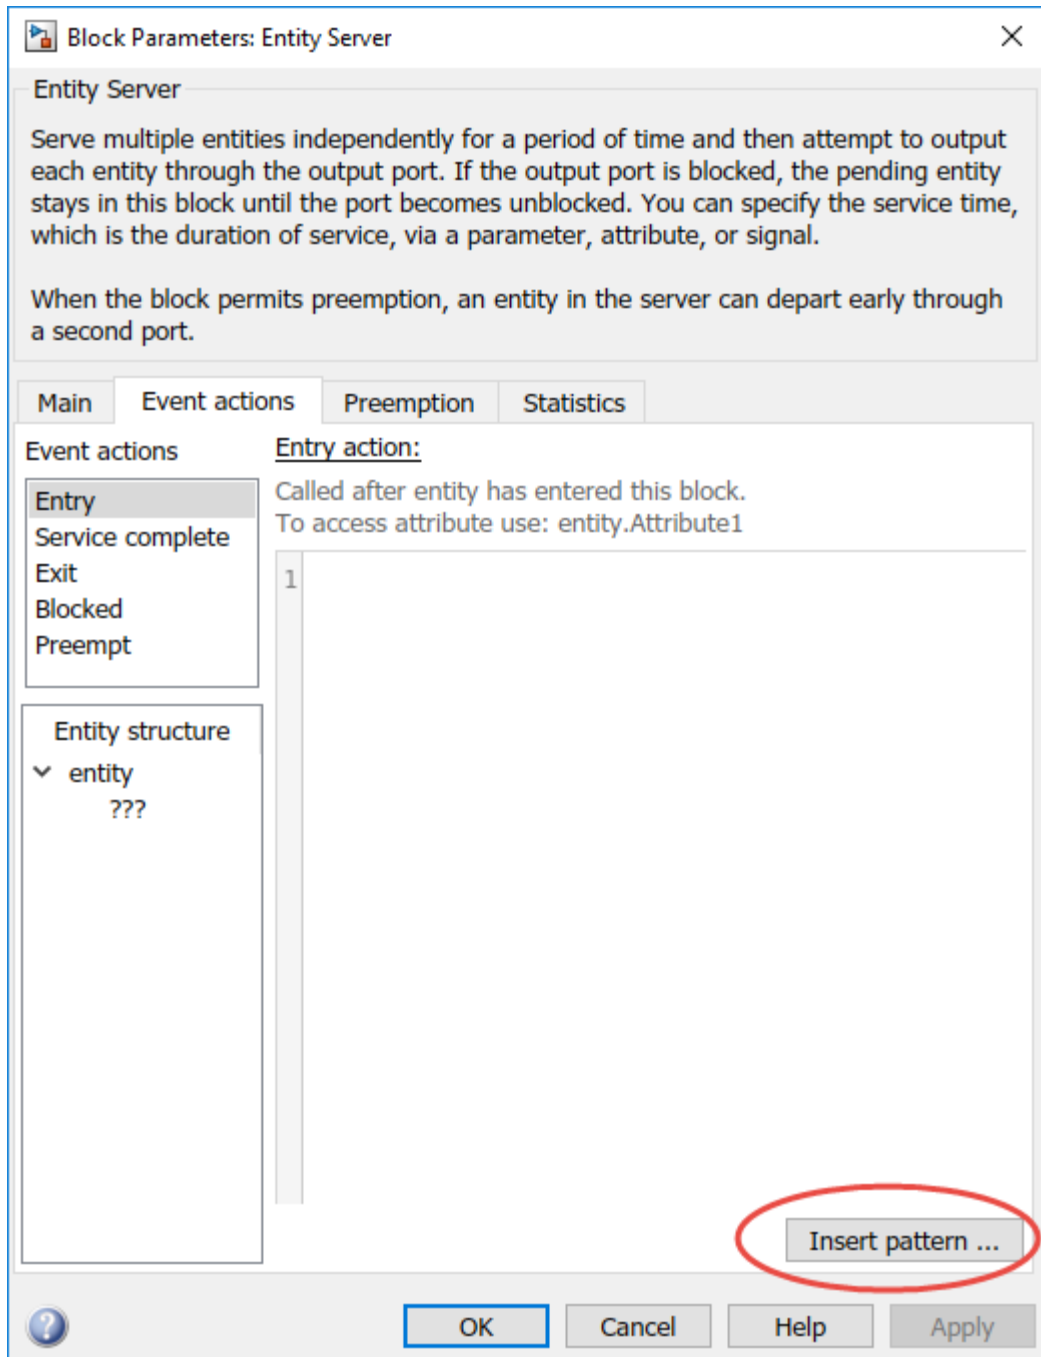 Block Parameters: Entity Server
Entity Server
Serve multiple entities independently for a period of time and then attempt to output
each entity through the output port. If the output port is blocked, the pending entity
stays in this block until the port becomes unblocked. You can specify the service time,
which is the duration of service, via a parameter, attribute, or signal.
When the block permits preemption, an entity in the server can depart early through
a second port.
Main Event actions Preemption Statistics
Event actions
Entry
Service complete
Exit
Blocked
Preempt
Entity structure
entity
???
Entry action:
Called after entity has entered this block.
To access attribute use: entity.Attribute1
1
Insert pattern ...
? OK Cancel Help Apply